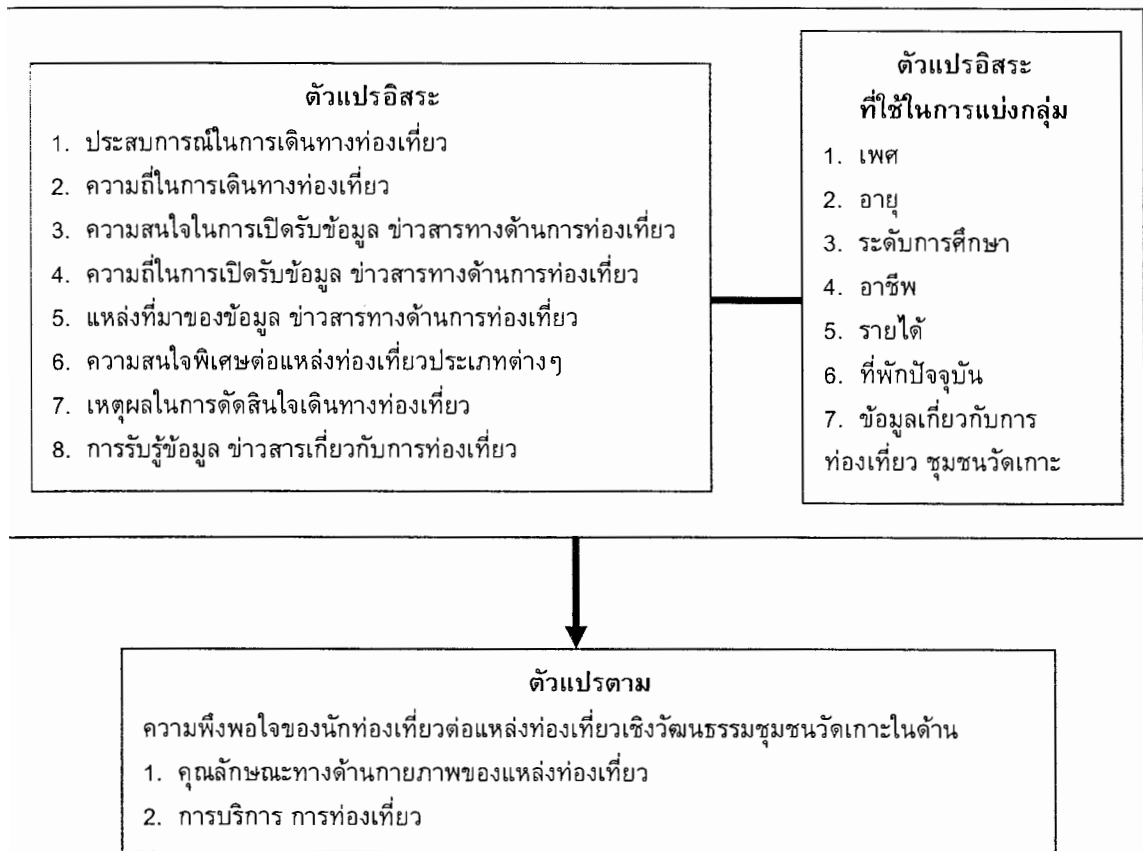 ตัวแปรอิสระ
1. ประสบการณ์ในการเดินทางท่องเที่ยว
2. ความถี่ในการเดินทางท่องเที่ยว
3. ความสนใจในการเปิดรับข้อมูล ข่าวสารทางด้านการท่องเที่ยว
4. ความถี่ในการเปิดรับข้อมูล ข่าวสารทางด้านการท่องเที่ยว
5. แหล่งที่มาของข้อมูล ข่าวสารทางด้านการท่องเที่ยว
6. ความสนใจพิเศษต่อแหล่งท่องเที่ยวประเภทต่างๆ
7. เหตุผลในการตัดสินใจเดินทางท่องเที่ยว
8. การรับรู้ข้อมูล ข่าวสารเกี่ยวกับการท่องเที่ยว
ตัวแปรอิสระ
ที่ใช้ในการแบ่งกลุ่ม
1. เพศ
2. อายุ
3. ระดับการศึกษา
4. อาชีพ
5. รายได้
6. ที่พักปัจจุบัน
7. ข้อมูลเกี่ยวกับการ
ท่องเที่ยว ชุมชนวัดเกาะ
ตัวแปรตาม
ความพึงพอใจของนักท่องเที่ยวต่อแหล่งท่องเที่ยวเชิงวัฒนธรรมชุมชนวัดเกาะในด้าน
1. คุณลักษณะทางด้านกายภาพของแหล่งท่องเที่ยว
2. การบริการ การท่องเที่ยว